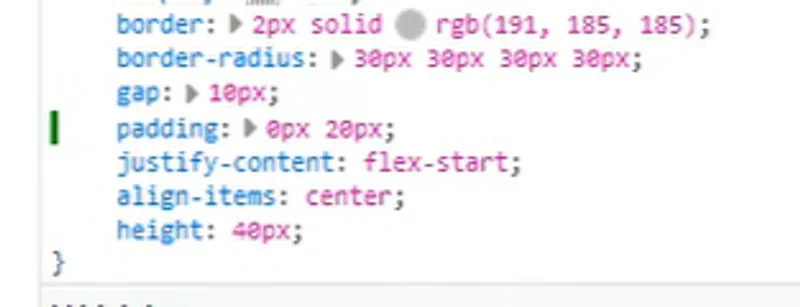 border: 2px solid rgb(191, 185, 185);
border-radius: 30px 30px 30px 30px;
gap: 10px;
padding: 0px 20px;
justify-content: flex-start;
align-items: center;
height: 40px;
}